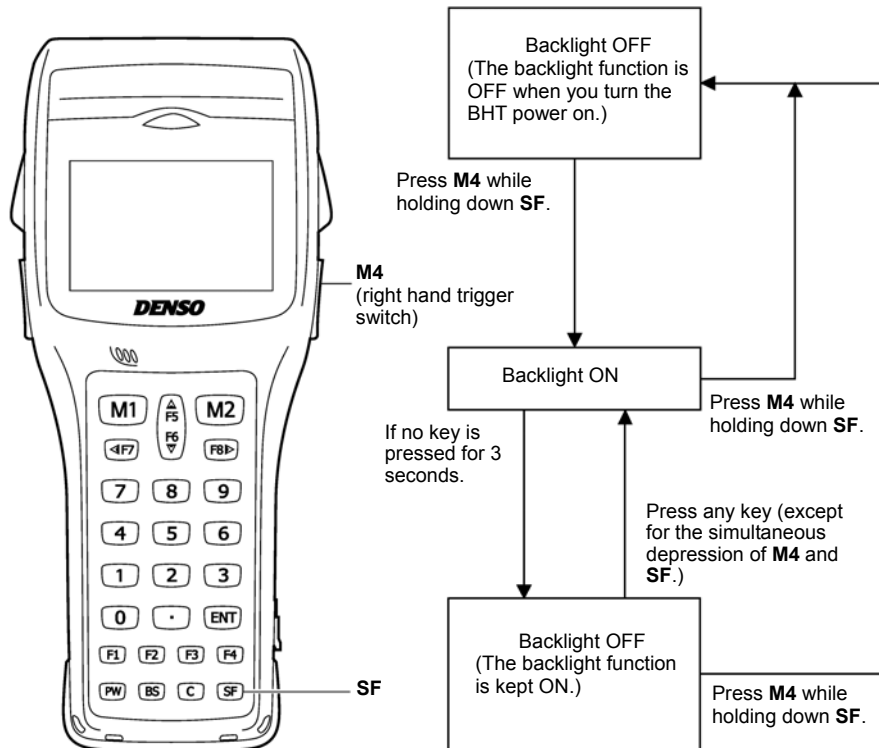 DENSO
M1
F5
F6
M2
F7
F8
7 8 9
4 5 6
1 2 3
0 . ENT
F1 F2 F3 F4
PW BS C SF
M4
(right hand trigger
switch)
SF
Backlight OFF
(The backlight function is
OFF when you turn the
BHT power on.)
Press M4 while
holding down SF.
Backlight ON
Press M4 while
holding down SF.
If no key is
pressed for 3
seconds.
Press any key (except
for the simultaneous
depression of M4 and
SF.)
Backlight OFF
(The backlight function
is kept ON.)
Press M4 while
holding down SF.